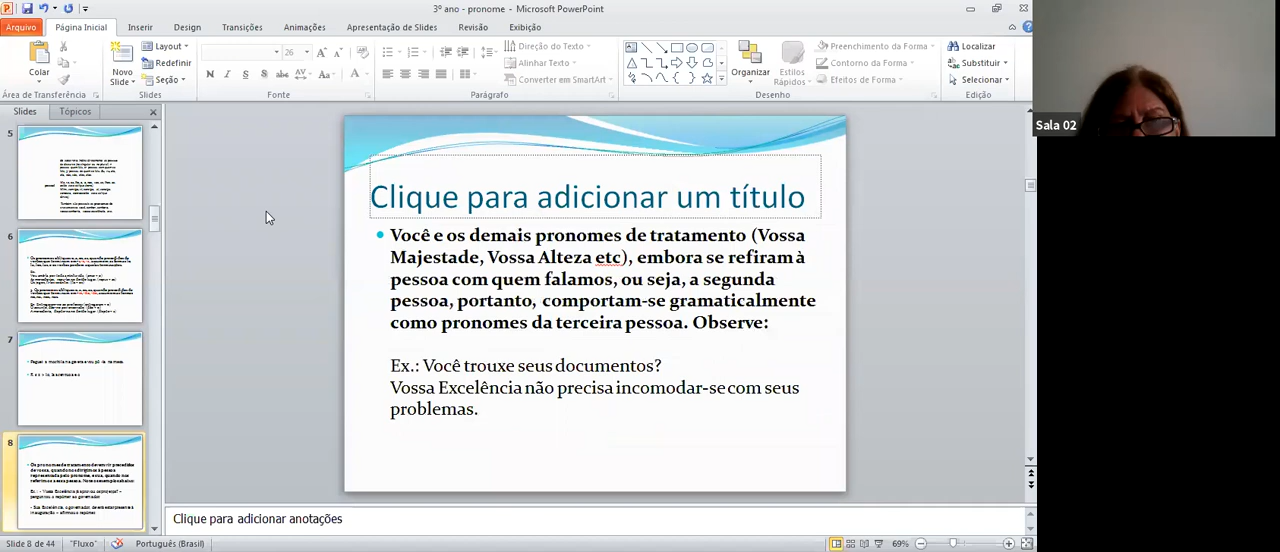 3º ano - pronome - Microsoft PowerPoint
Arquivo
Página Inicial
Inserir
Design
Transições
Animações
Apresentação de Slides
Revisão
Exibição
Colar
Novo
Slide
Layout
Redefinir
Seção
26
Direção do Texto
Alinhar Texto
Converter em SmartArt
Organizar
Estilos
Rápidos
Preenchimento da Forma
Contorno da Forma
Efeitos de Forma
Localizar
Substituir
Selecionar
Área de Transferência
Slides
Fonte
Parágrafo
Desenho
Edição
Slides
Tópicos
5
6
7
8
Clique para adicionar um título
Você e os demais pronomes de tratamento (Vossa
Majestade, Vossa Alteza etc), embora se refiram à
pessoa com quem falamos, ou seja, a segunda
pessoa, portanto, comportam-se gramaticalmente
como pronomes da terceira pessoa. Observe:
Ex.: Você trouxe seus documentos?
Vossa Excelência não precisa incomodar-se com seus
problemas.
Clique para adicionar anotações
Slide 8 de 44
"Fluxo"
Português (Brasil)
69%
Sala 02